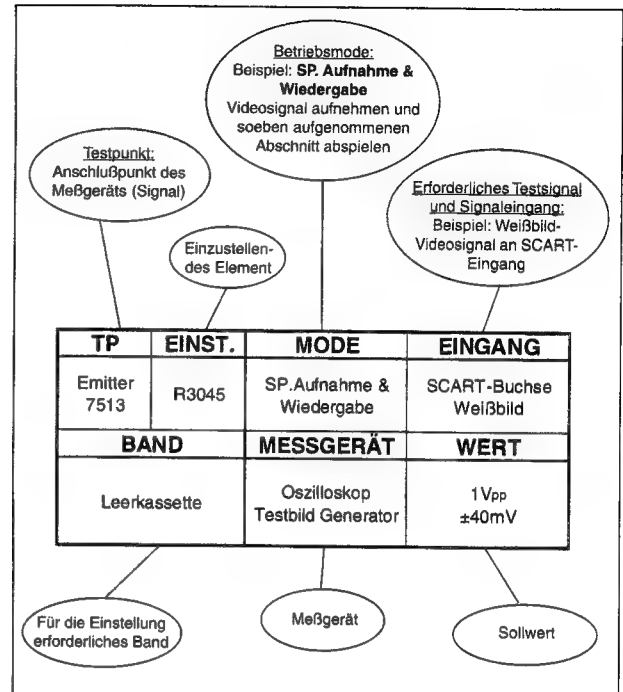 Betriebsmode:
Beispiel: SP. Aufnahme &
Wiedergabe
Videosignal aufnehmen und
soeben aufgenommenen
Abschnitt abspielen
Testpunkt:
Anschlußpunkt des
Meßgeräts (Signal)
Erforderliches Testsignal
und Signaleingang:
Beispiel: Weißbild-
Videosignal an SCART-
Eingang
Einzustellen-
des Element
TP EINST. MODE EINGANG
Emitter
7513
R3045
SP.Aufnahme &
Wiedergabe
SCART-Buchse
Weißbild
BAND MESSGERÄT WERT
Leerkassette
Oszilloskop
Testbild Generator
1Vpp
±40mV
Für die Einstellung
erforderliches Band
Meßgerät
Sollwert